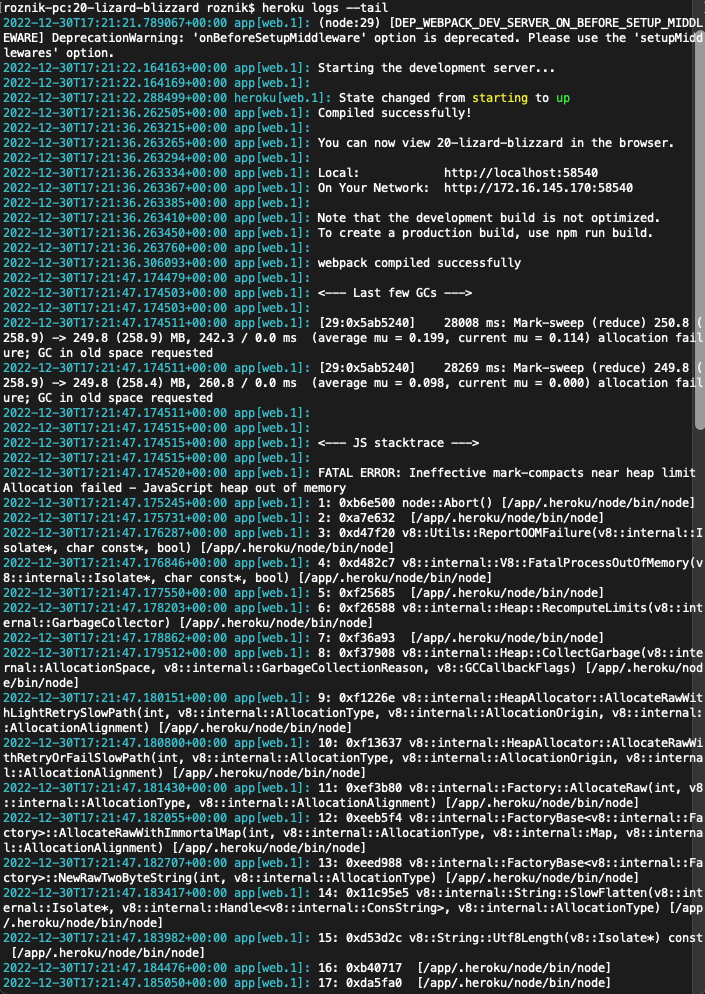 [roznik-pc:20-lizard-blizzard roznik$ heroku logs --tail
2022-12-30T17:21:21.789067+00:00 app[web.1]: (node:29) [DEP_WEBPACK_DEV_SERVER_ON_BEFORE_SETUP_MIDDL
EWARE] DeprecationWarning: 'onBeforeSetupMiddleware' option is deprecated. Please use the 'setupMidd
lewares' option.
2022-12-30T17:21:22.164163+00:00 app[web.1]: Starting the development server...
2022-12-30T17:21:22.164169+00:00 app[web.1]:
2022-12-30T17:21:22.288499+00:00 heroku[web.1]: State changed from starting to up
2022-12-30T17:21:36.262505+00:00 app[web.1]: Compiled successfully!
2022-12-30T17:21:36.263215+00:00 app[web.1]:
2022-12-30T17:21:36.263265+00:00 app[web.1]: You can now view 20-lizard-blizzard in the browser.
2022-12-30T17:21:36.263294+00:00 app[web.1]:
2022-12-30T17:21:36.263334+00:00 app[web.1]: Local:            http://localhost:58540
2022-12-30T17:21:36.263367+00:00 app[web.1]: On Your Network:  http://172.16.145.170:58540
2022-12-30T17:21:36.263385+00:00 app[web.1]:
2022-12-30T17:21:36.263410+00:00 app[web.1]: Note that the development build is not optimized.
2022-12-30T17:21:36.263450+00:00 app[web.1]: To create a production build, use npm run build.
2022-12-30T17:21:36.263760+00:00 app[web.1]:
2022-12-30T17:21:36.306093+00:00 app[web.1]: webpack compiled successfully
2022-12-30T17:21:47.174479+00:00 app[web.1]:
2022-12-30T17:21:47.174503+00:00 app[web.1]: <--- Last few GCs --->
2022-12-30T17:21:47.174503+00:00 app[web.1]:
2022-12-30T17:21:47.174511+00:00 app[web.1]: [29:0x5ab5240]    28008 ms: Mark-sweep (reduce) 250.8 (
258.9) -> 249.8 (258.9) MB, 242.3 / 0.0 ms  (average mu = 0.199, current mu = 0.114) allocation fail
ure; GC in old space requested
2022-12-30T17:21:47.174511+00:00 app[web.1]: [29:0x5ab5240]    28269 ms: Mark-sweep (reduce) 249.8 (
258.9) -> 249.8 (258.4) MB, 260.8 / 0.0 ms  (average mu = 0.098, current mu = 0.000) allocation fail
ure; GC in old space requested
2022-12-30T17:21:47.174511+00:00 app[web.1]:
2022-12-30T17:21:47.174515+00:00 app[web.1]:
2022-12-30T17:21:47.174515+00:00 app[web.1]: <--- JS stacktrace --->
2022-12-30T17:21:47.174515+00:00 app[web.1]:
2022-12-30T17:21:47.174520+00:00 app[web.1]: FATAL ERROR: Ineffective mark-compacts near heap limit
Allocation failed - JavaScript heap out of memory
2022-12-30T17:21:47.175245+00:00 app[web.1]: 1: 0xb6e500 node::Abort() [/app/.heroku/node/bin/node]
2022-12-30T17:21:47.175731+00:00 app[web.1]: 2: 0xa7e632  [/app/.heroku/node/bin/node]
2022-12-30T17:21:47.176287+00:00 app[web.1]: 3: 0xd47f20 v8::Utils::ReportOOMFailure(v8::internal::I
solate*, char const*, bool) [/app/.heroku/node/bin/node]
2022-12-30T17:21:47.176846+00:00 app[web.1]: 4: 0xd482c7 v8::internal::V8::FatalProcessOutOfMemory(v
8::internal::Isolate*, char const*, bool) [/app/.heroku/node/bin/node]
2022-12-30T17:21:47.177550+00:00 app[web.1]: 5: 0xf25685  [/app/.heroku/node/bin/node]
2022-12-30T17:21:47.178203+00:00 app[web.1]: 6: 0xf26588 v8::internal::Heap::RecomputeLimits(v8::int
ernal::GarbageCollector) [/app/.heroku/node/bin/node]
2022-12-30T17:21:47.178862+00:00 app[web.1]: 7: 0xf36a93  [/app/.heroku/node/bin/node]
2022-12-30T17:21:47.179512+00:00 app[web.1]: 8: 0xf37908 v8::internal::Heap::CollectGarbage(v8::inte
rnal::AllocationSpace, v8::internal::GarbageCollectionReason, v8::GCCallbackFlags) [/app/.heroku/nod
e/bin/node]
2022-12-30T17:21:47.180151+00:00 app[web.1]: 9: 0xf1226e v8::internal::HeapAllocator::AllocateRawWit
hLightRetrySlowPath(int, v8::internal::AllocationType, v8::internal::AllocationOrigin, v8::internal:
:AllocationAlignment) [/app/.heroku/node/bin/node]
2022-12-30T17:21:47.180800+00:00 app[web.1]: 10: 0xf13637 v8::internal::HeapAllocator::AllocateRawWi
thRetryOrFailSlowPath(int, v8::internal::AllocationType, v8::internal::AllocationOrigin, v8::interna
l::AllocationAlignment) [/app/.heroku/node/bin/node]
2022-12-30T17:21:47.181430+00:00 app[web.1]: 11: 0xef3b80 v8::internal::Factory::AllocateRaw(int, v8
::internal::AllocationType, v8::internal::AllocationAlignment) [/app/.heroku/node/bin/node]
2022-12-30T17:21:47.182055+00:00 app[web.1]: 12: 0xeeb5f4 v8::internal::FactoryBase<v8::internal::Fa
ctory>::AllocateRawWithImmortalMap(int, v8::internal::AllocationType, v8::internal::Map, v8::interna
l::AllocationAlignment) [/app/.heroku/node/bin/node]
2022-12-30T17:21:47.182707+00:00 app[web.1]: 13: 0xeed988 v8::internal::FactoryBase<v8::internal::Fa
ctory>::NewRawTwoByteString(int, v8::internal::AllocationType) [/app/.heroku/node/bin/node]
2022-12-30T17:21:47.183417+00:00 app[web.1]: 14: 0x11c95e5 v8::internal::String::SlowFlatten(v8::int
ernal::Isolate*, v8::internal::Handle<v8::internal::ConsString>, v8::internal::AllocationType) [/app
/.heroku/node/bin/node]
2022-12-30T17:21:47.183982+00:00 app[web.1]: 15: 0xd53d2c v8::String::Utf8Length(v8::Isolate*) const
 [/app/.heroku/node/bin/node]
2022-12-30T17:21:47.184476+00:00 app[web.1]: 16: 0xb40717  [/app/.heroku/node/bin/node]
2022-12-30T17:21:47.185050+00:00 app[web.1]: 17: 0xda5fa0  [/app/.heroku/node/bin/node]